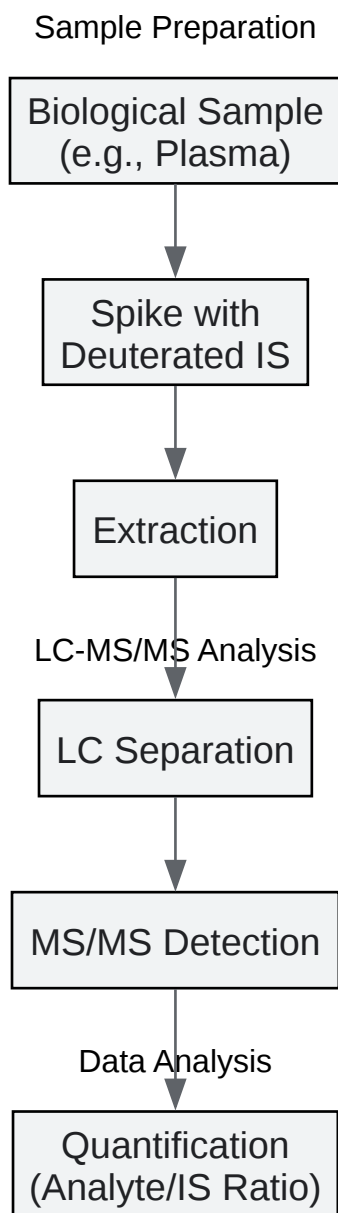 Sample Preparation
Biological Sample
(e.g., Plasma)
Spike with
Deuterated IS
Extraction
LC-MS/MS Analysis
LC Separation
MS/MS Detection
Data Analysis
Quantification
(Analyte/IS Ratio)